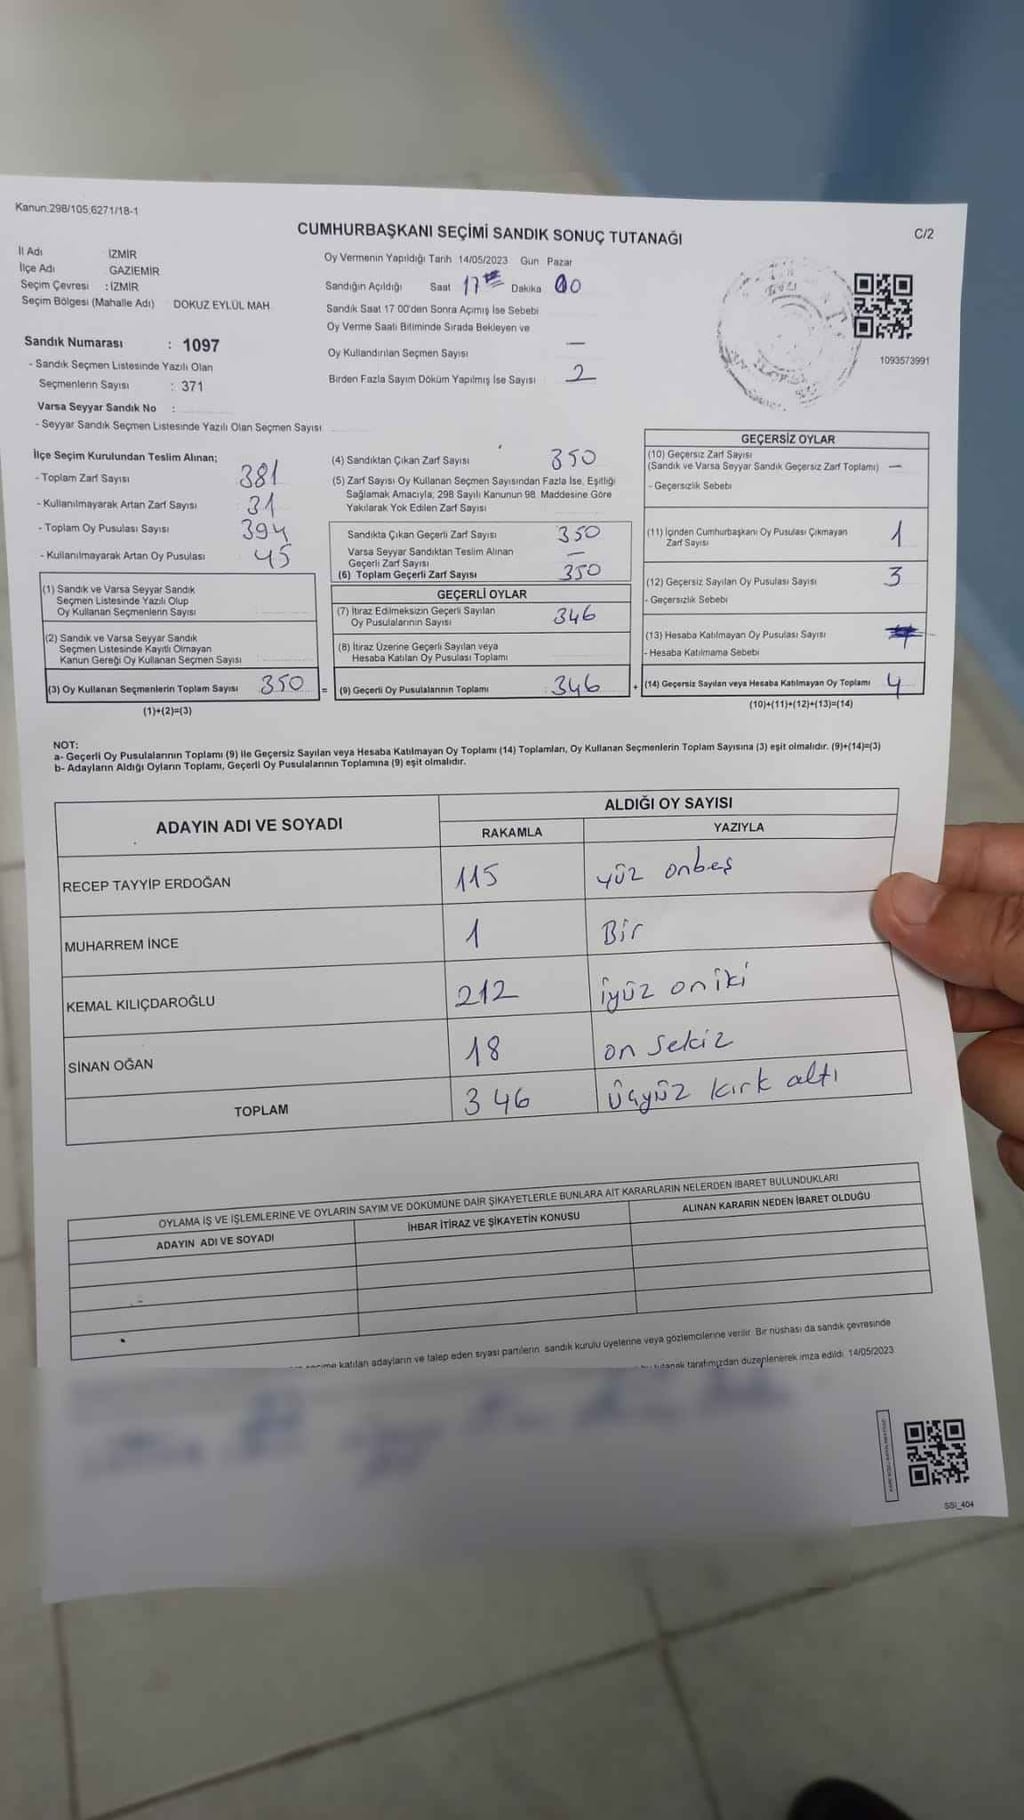 Kanun:298/105,6271/18-1
CUMHURBAŞKANI SEÇİMİ SANDIK SONUÇ TUTANAĞI
C/2
İl Adı İZMİR
İlçe Adı GAZİEMİR
Seçim Çevresi : İZMİR
Seçim Bölgesi (Mahalle Adı) DOKUZ EYLÜL MAH.
Sandık Numarası : 1097
- Sandık Seçmen Listesinde Yazılı Olan
Seçmenlerin Sayısı : 371
Varsa Seyyar Sandık No :
- Seyyar Sandık Seçmen Listesinde Yazılı Olan Seçmen Sayısı
Oy Vermenin Yapıldığı Tarih 14/05/2023 Gün Pazar
Sandığın Açıldığı Saat 17 Dakika 00
Sandık Saat 17:00'den Sonra Açımış İse Sebebi
Oy Verme Saati Bitiminde Sırada Bekleyen ve
Oy Kullandırılan Seçmen Sayısı —
Birden Fazla Sayım Döküm Yapılmış İse Sayısı 2
1093573991
İlçe Seçim Kurulundan Teslim Alınan;
- Toplam Zarf Sayısı 381
- Kullanılmayarak Artan Zarf Sayısı 31
- Toplam Oy Pusulası Sayısı 394
- Kullanılmayarak Artan Oy Pusulası 45
(1) Sandık ve Varsa Seyyar Sandık
Seçmen Listesinde Yazılı Olup
Oy Kullanan Seçmenlerin Sayısı
(2) Sandık ve Varsa Seyyar Sandık
Seçmen Listesinde Kayıtlı Olmayan
Kanun Gereği Oy Kullanan Seçmen Sayısı
(3) Oy Kullanan Seçmenlerin Toplam Sayısı 350 =
(1)+(2)=(3)
(4) Sandıktan Çıkan Zarf Sayısı 350
(5) Zarf Sayısı Oy Kullanan Seçmen Sayısından Fazla İse, Eşitliği
Sağlamak Amacıyla; 298 Sayılı Kanunun 98. Maddesine Göre
Yakılarak Yok Edilen Zarf Sayısı
Sandıkta Çıkan Geçerli Zarf Sayısı 350
Varsa Seyyar Sandıktan Teslim Alınan
Geçerli Zarf Sayısı —
(6) Toplam Geçerli Zarf Sayısı 350
GEÇERLİ OYLAR
(7) İtiraz Edilmeksizin Geçerli Sayılan
Oy Pusulalarının Sayısı 346
(8) İtiraz Üzerine Geçerli Sayılan veya
Hesaba Katılan Oy Pusulası Toplamı
(9) Geçerli Oy Pusulalarının Toplamı : 346 +
GEÇERSİZ OYLAR
(10) Geçersiz Zarf Sayısı
(Sandık ve Varsa Seyyar Sandık Geçersiz Zarf Toplamı) —
- Geçersizlik Sebebi
(11) İçinden Cumhurbaşkanı Oy Pusulası Çıkmayan
Zarf Sayısı 1
(12) Geçersiz Sayılan Oy Pusulası Sayısı 3
- Geçersizlik Sebebi
(13) Hesaba Katılmayan Oy Pusulası Sayısı
- Hesaba Katılmama Sebebi
(14) Geçersiz Sayılan veya Hesaba Katılmayan Oy Toplamı 4
(10)+(11)+(12)+(13)=(14)
NOT:
a- Geçerli Oy Pusulalarının Toplamı (9) ile Geçersiz Sayılan veya Hesaba Katılmayan Oy Toplamı (14) Toplamları, Oy Kullanan Seçmenlerin Toplam Sayısına (3) eşit olmalıdır. (9)+(14)=(3)
b- Adayların Aldığı Oyların Toplamı, Geçerli Oy Pusulalarının Toplamına (9) eşit olmalıdır.
ADAYIN ADI VE SOYADI ALDIĞI OY SAYISI
RAKAMLA YAZIYLA
RECEP TAYYİP ERDOĞAN 115 yüz onbeş
MUHARREM İNCE 1 Bir
KEMAL KILIÇDAROĞLU 212 iyüz oniki
SİNAN OĞAN 18 on sekiz
TOPLAM 346 üçyüz kırk altı
OYLAMA İŞ VE İŞLEMLERİNE VE OYLARIN SAYIM VE DÖKÜMÜNE DAİR ŞİKAYETLERLE BUNLARA AİT KARARLARIN NELERDEN İBARET BULUNDUKLARI
ADAYIN ADI VE SOYADI İHBAR İTİRAZ VE ŞİKAYETİN KONUSU ALINAN KARARIN NEDEN İBARET OLDUĞU
katılan adayların ve talep eden siyasi partilerin sandık kurulu üyelerine veya gözlemcilerine verilir. Bir nüshası da sandık çevresinde
tutanak tarafımızdan düzenlenerek imza edildi. 14/05/2023
SSI_404